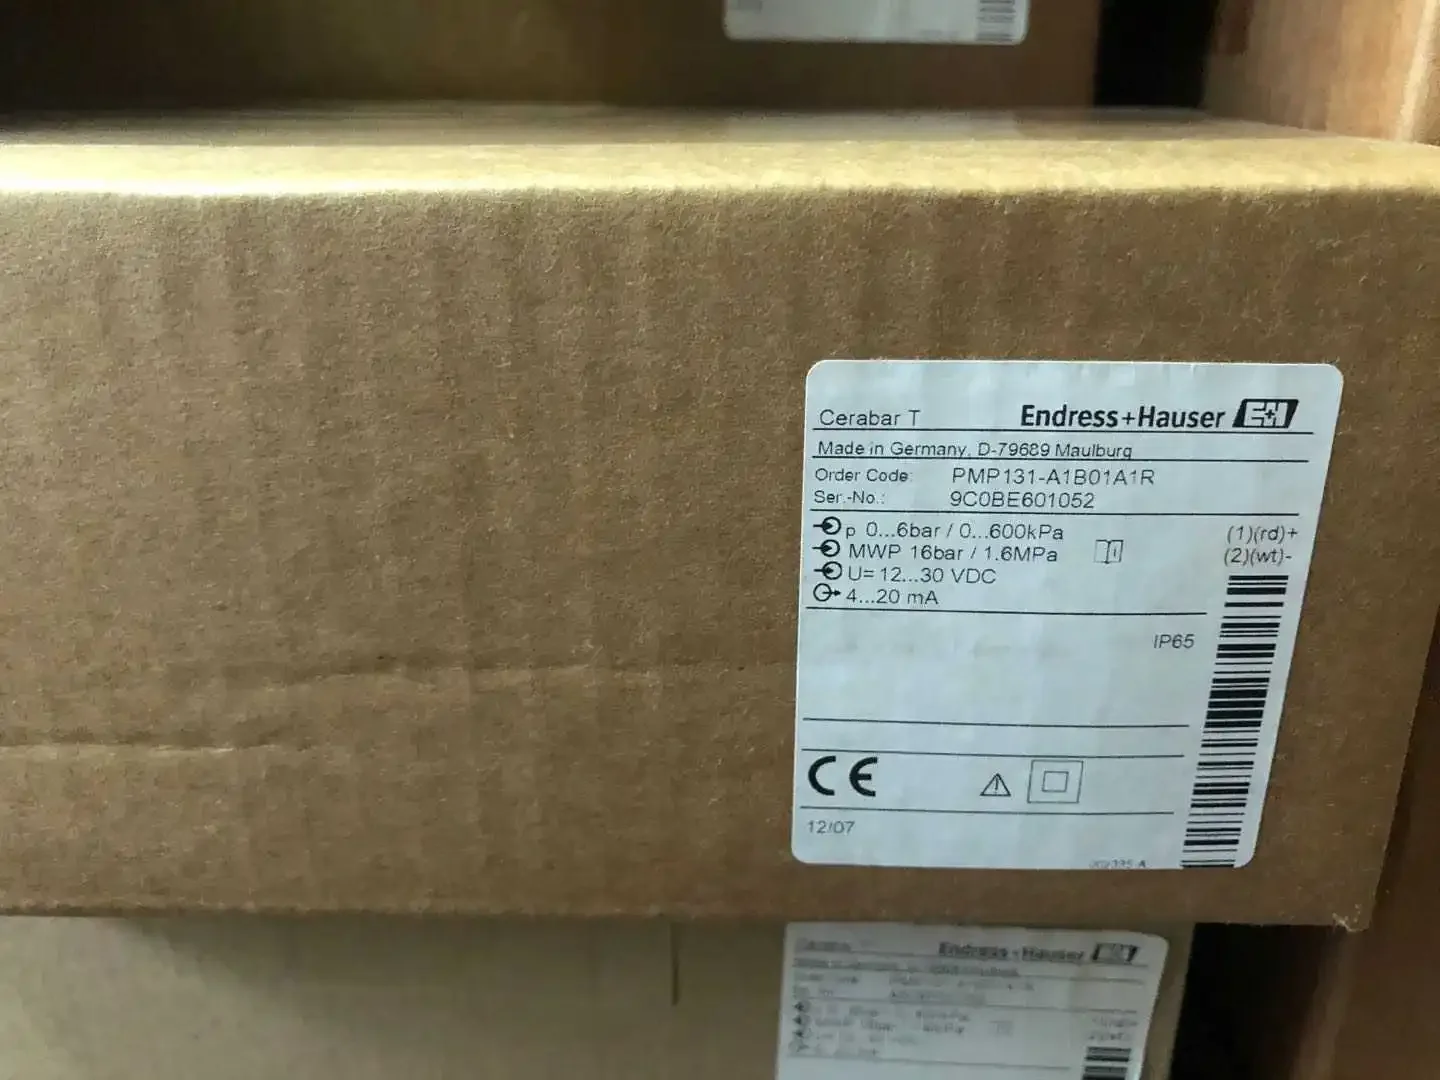 Cerabar T Endress+Hauser E+H
Made in Germany, D-79689 Maulburg
Order Code: PMP131-A1B01A1R
Ser.-No.: 9C0BE601052
p 0...6bar / 0...600kPa (1)(rd)+
MWP 16bar / 1.6MPa (2)(wt)-
U= 12...30 VDC
4...20 mA
IP65
CE
12/07
Endress+Hauser